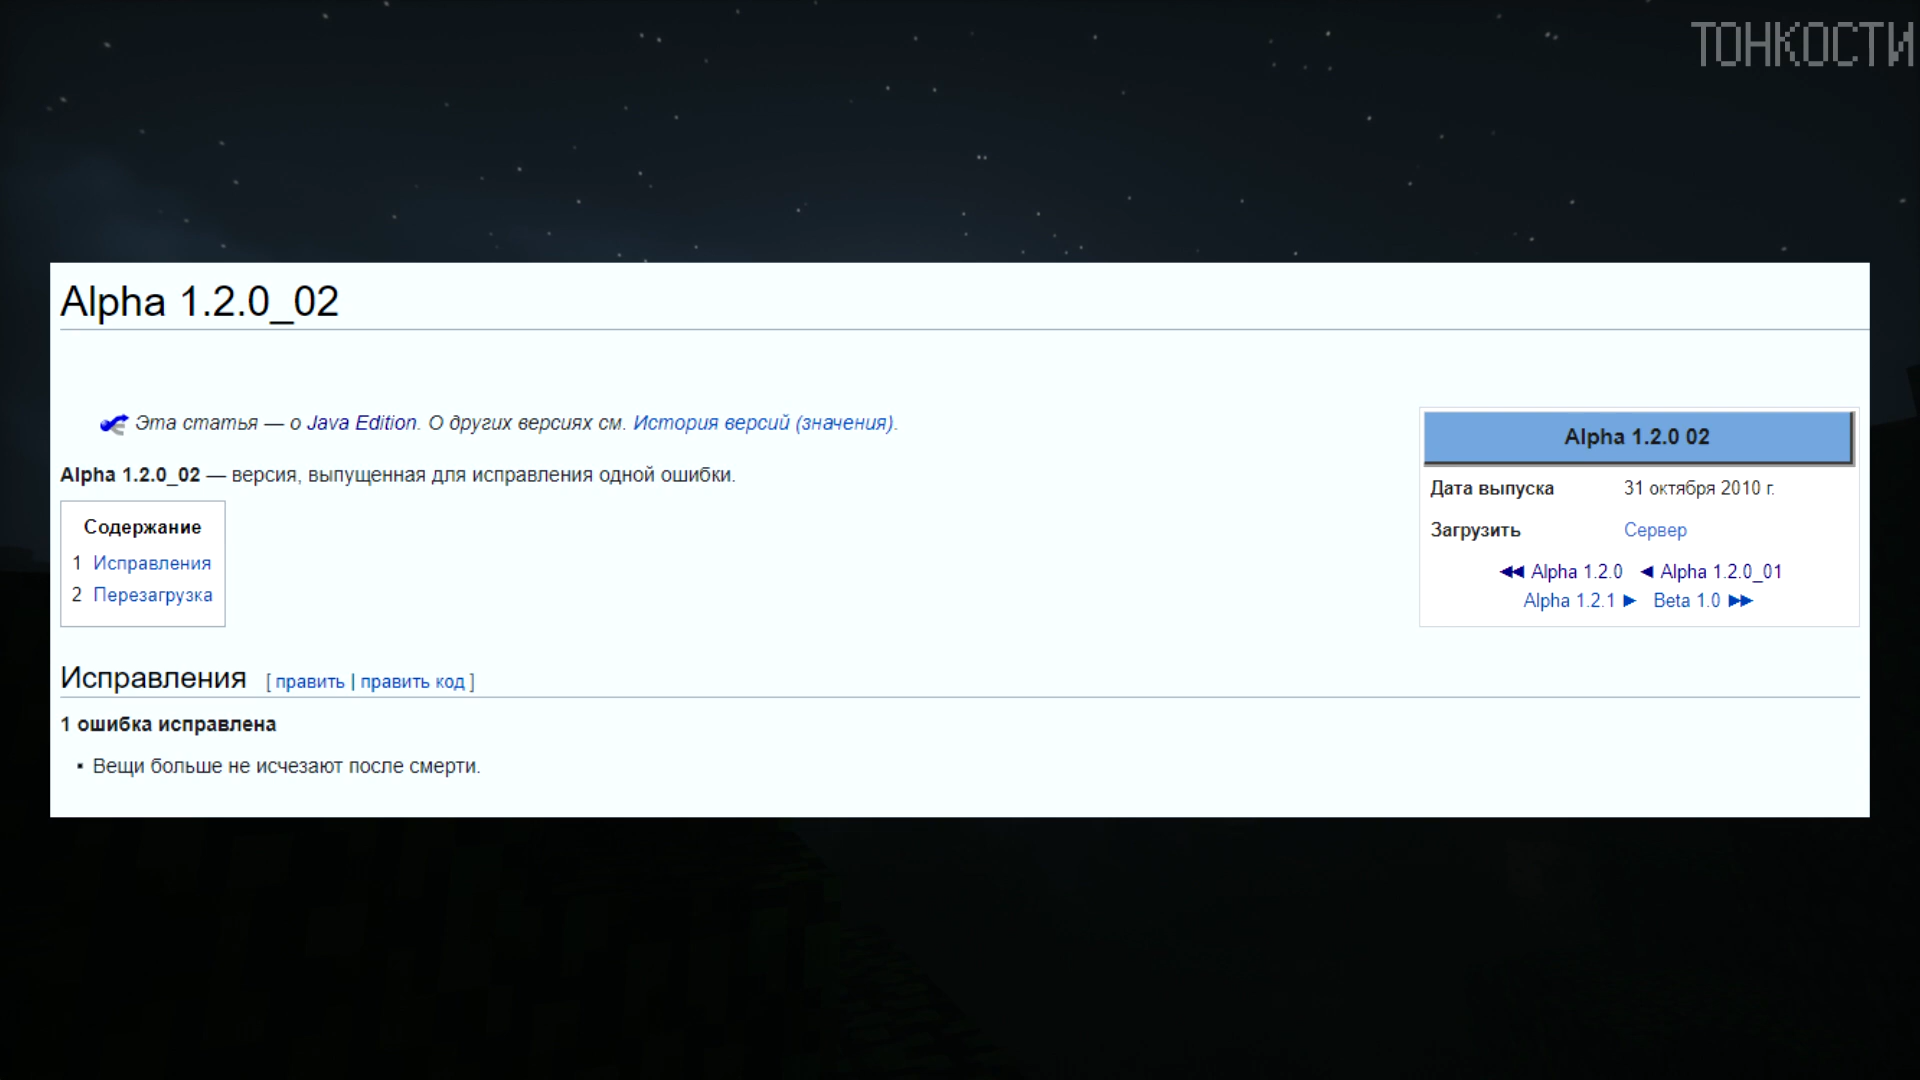 ТОНКОСТИ
Alpha 1.2.0_02
Эта статья — о Java Edition. О других версиях см. История версий (значения).
Alpha 1.2.0_02 — версия, выпущенная для исправления одной ошибки.
Содержание
1 Исправления
2 Перезагрузка
Alpha 1.2.0 02
Дата выпуска 31 октября 2010 г.
Загрузить Сервер
◄◄ Alpha 1.2.0 ◄ Alpha 1.2.0_01
Alpha 1.2.1 ► Beta 1.0 ►►
Исправления [ править | править код ]
1 ошибка исправлена
▪ Вещи больше не исчезают после смерти.